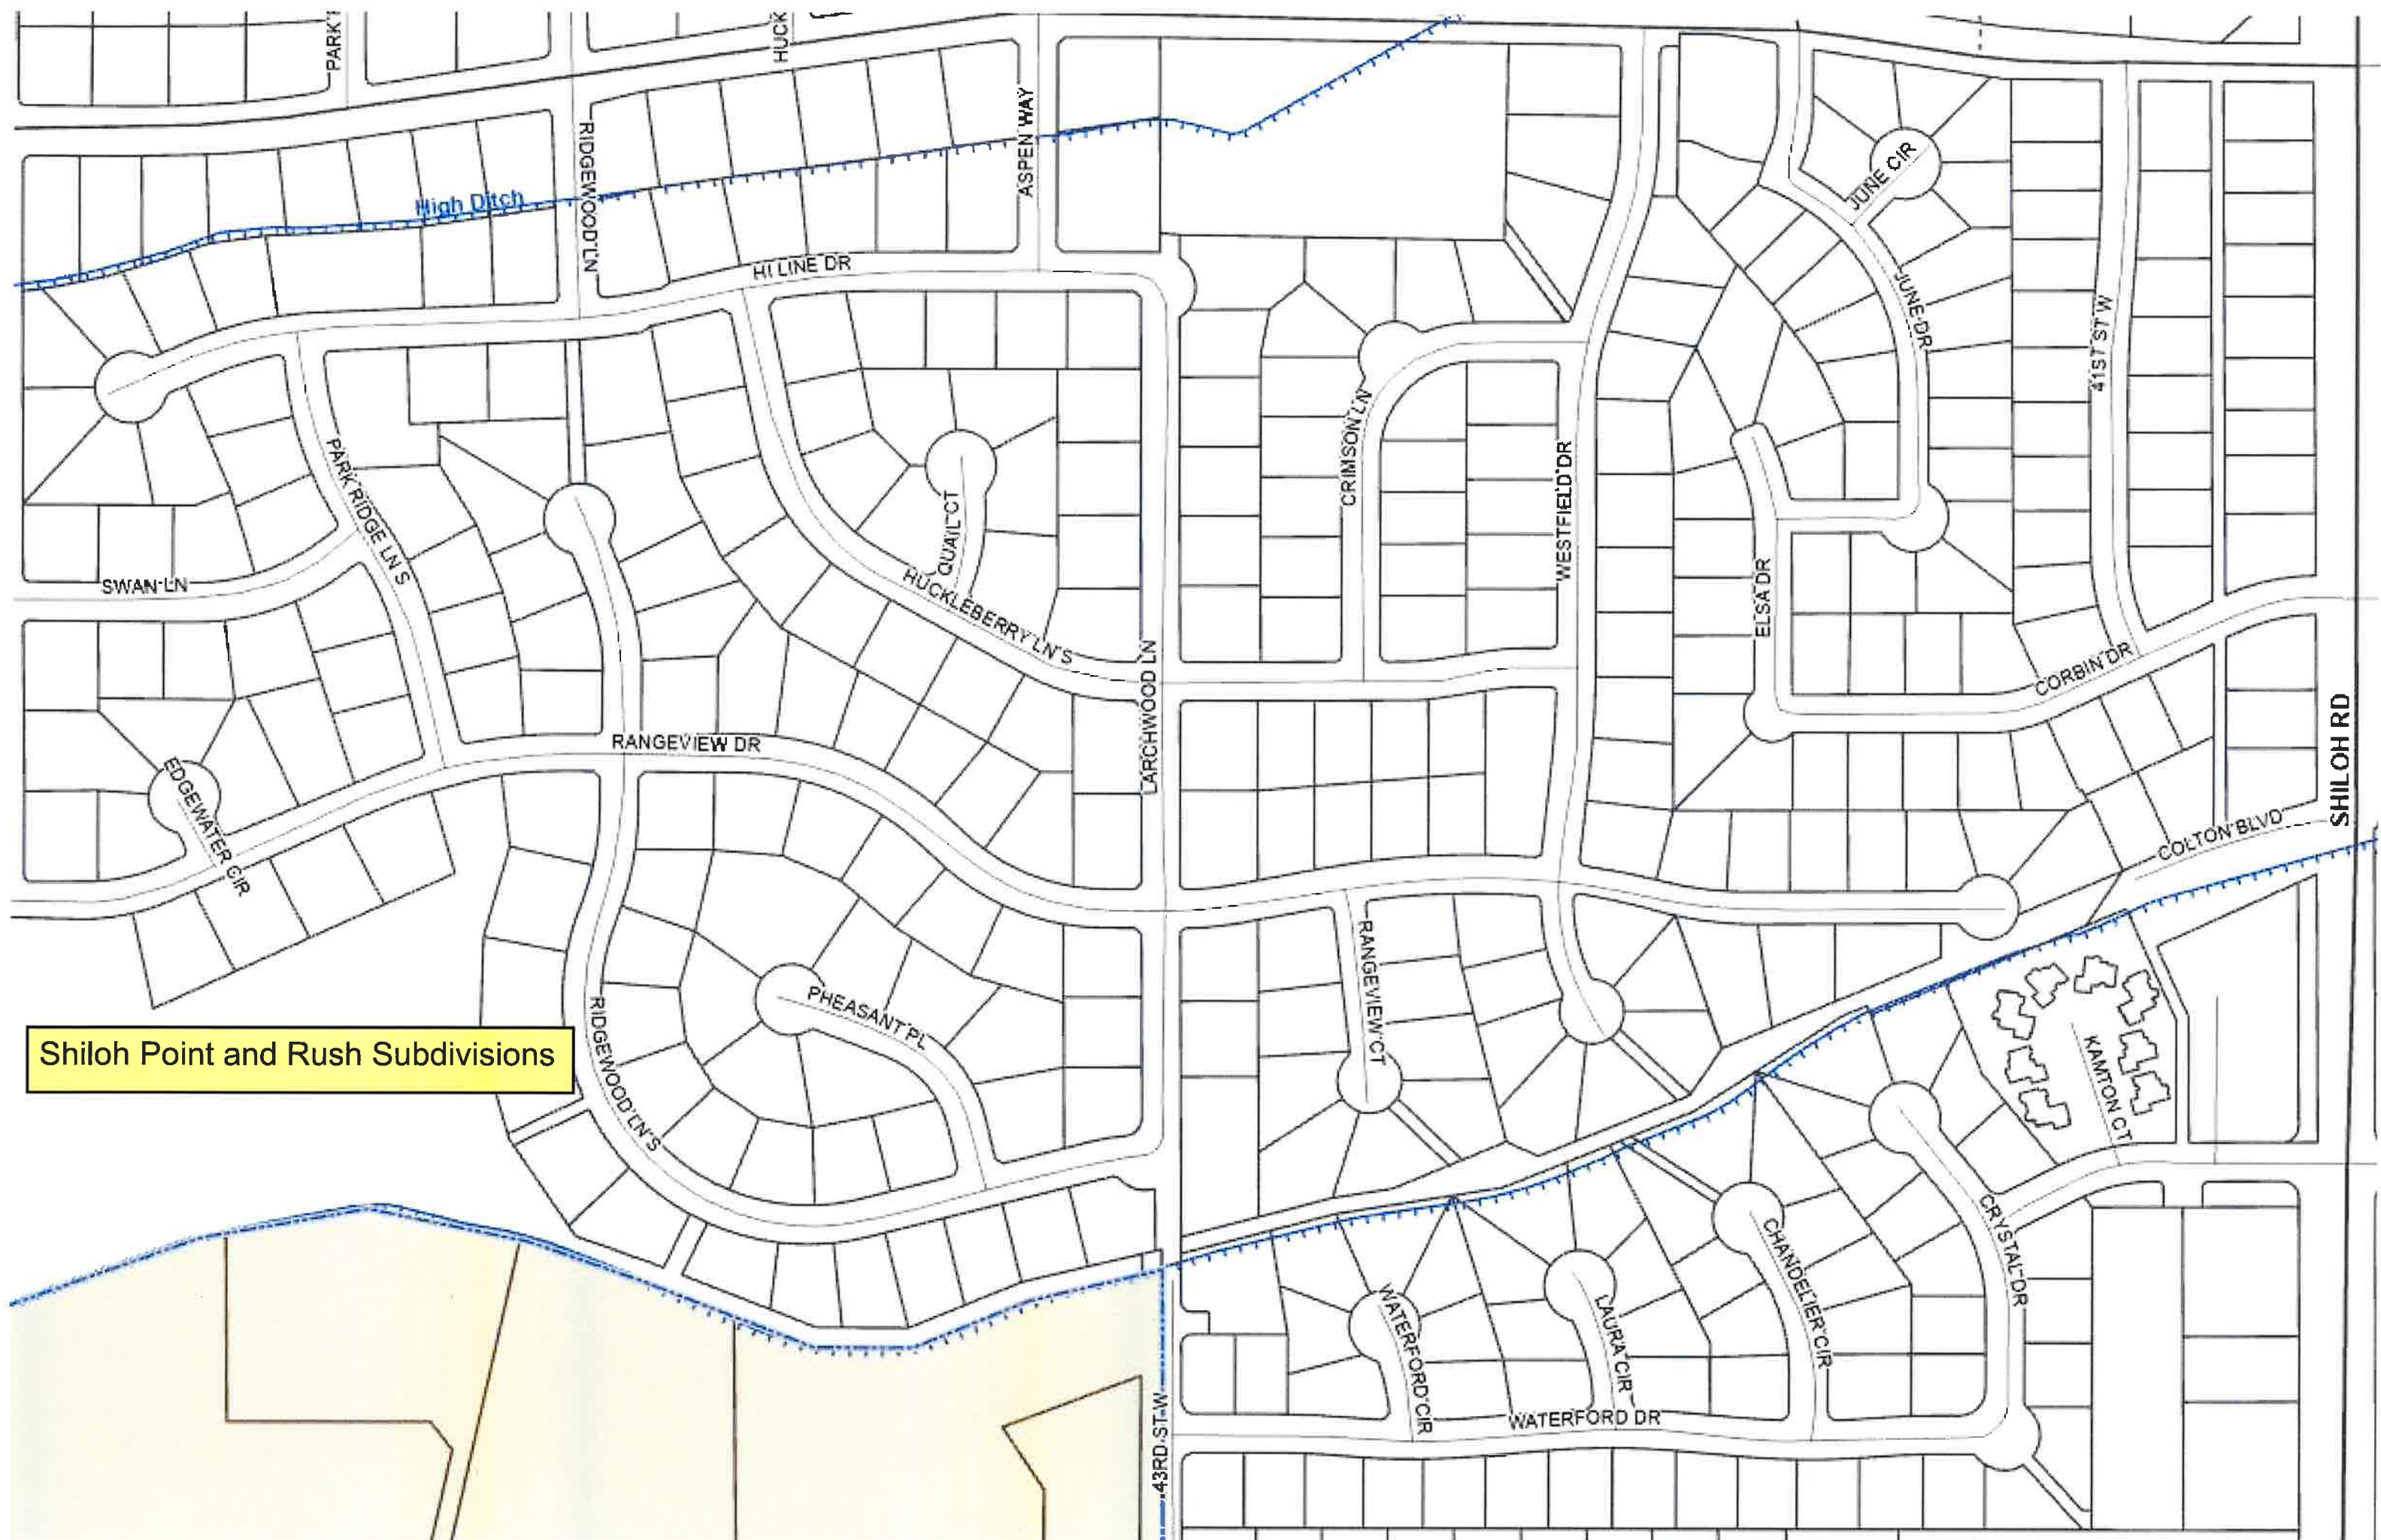 HUCK
RIDGEWOOD LN
ASPEN WAY
High Ditch
HI LINE DR
JUNE CIR
JUNE DR
41ST ST W
PARK RIDGE LN S
SWAN LN
QUAIL CT
HUCKLEBERRY LN S
CRIMSON LN
WESTFIELD DR
ELSA DR
CORBIN DR
LARCHWOOD LN
RANGEVIEW DR
EDGEWATER CIR
SHILOH RD
COLTON BLVD
RANGEVIEW CT
PHEASANT PL
RIDGEWOOD LN S
Shiloh Point and Rush Subdivisions
KAMTON CT
CRYSTAL DR
CHANDELIER CIR
LAURA CIR
WATERFORD CIR
WATERFORD DR
43RD ST W
PARK